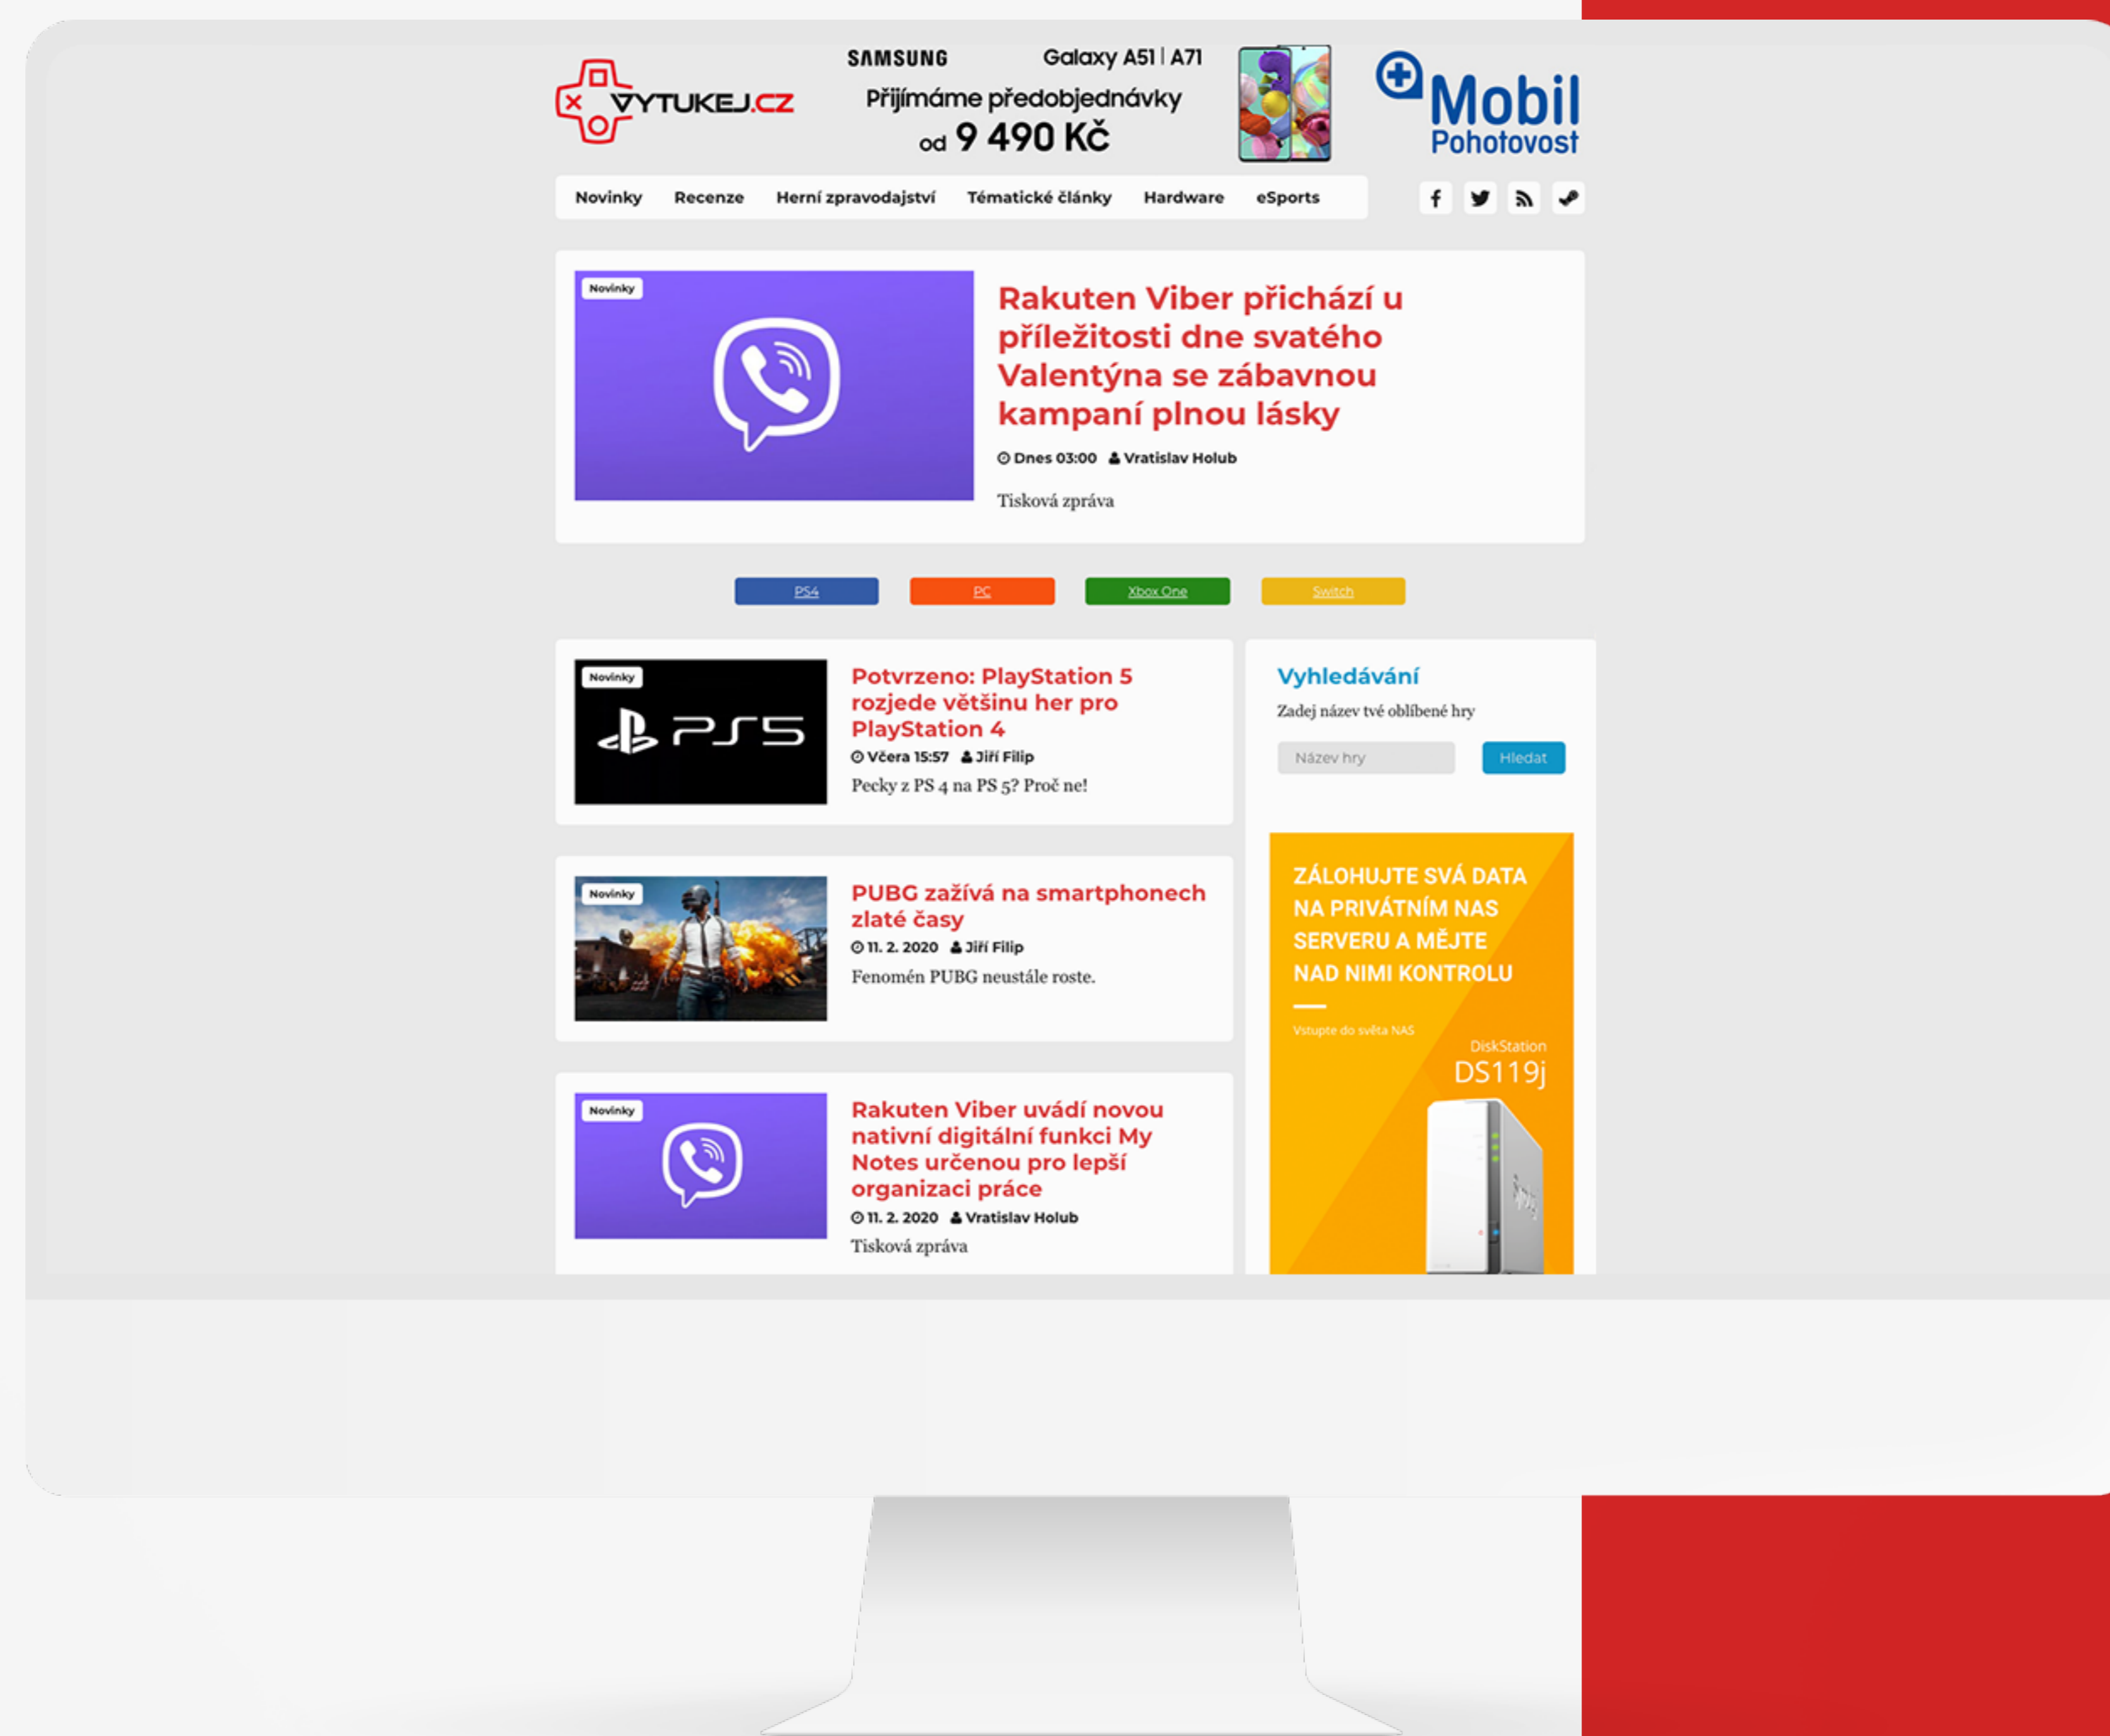 VYTUKEJ.CZ
SAMSUNG Galaxy A51 | A71
Přijímáme předobjednávky
od 9 490 Kč
Mobil
Pohotovost
Novinky Recenze Herní zpravodajství Tématické články Hardware eSports
Novinky
Rakuten Viber přichází u
příležitosti dne svatého
Valentýna se zábavnou
kampaní plnou lásky
Dnes 03:00 Vratislav Holub
Tisková zpráva
PS4 PC Xbox One Switch
Novinky
PS5
Potvrzeno: PlayStation 5
rozjede většinu her pro
PlayStation 4
Včera 15:57 Jiří Filip
Pecky z PS 4 na PS 5? Proč ne!
Novinky
PUBG zažívá na smartphonech
zlaté časy
11. 2. 2020 Jiří Filip
Fenomén PUBG neustále roste.
Novinky
Rakuten Viber uvádí novou
nativní digitální funkci My
Notes určenou pro lepší
organizaci práce
11. 2. 2020 Vratislav Holub
Tisková zpráva
Vyhledávání
Zadej název tvé oblíbené hry
Název hry Hledat
ZÁLOHUJTE SVÁ DATA
NA PRIVÁTNÍM NAS
SERVERU A MĚJTE
NAD NIMI KONTROLU
Vstupte do světa NAS
DiskStation
DS119j
Synology